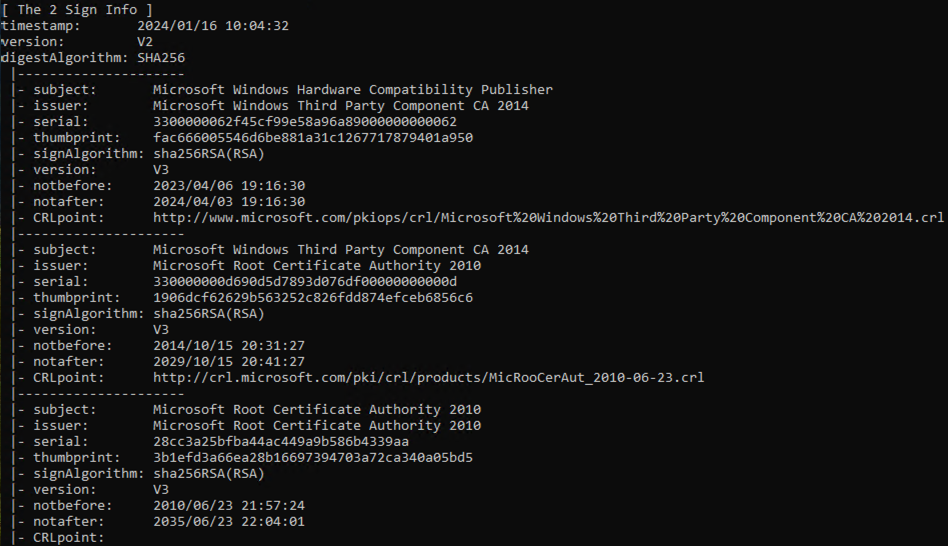 [ The 2 Sign Info ]
timestamp: 2024/01/16 10:04:32
version: V2
digestAlgorithm: SHA256
|---------------------
|- subject: Microsoft Windows Hardware Compatibility Publisher
|- issuer: Microsoft Windows Third Party Component CA 2014
|- serial: 3300000062f45cf99e58a96a89000000000062
|- thumbprint: fac666005546d6be881a31c1267717879401a950
|- signAlgorithm: sha256RSA(RSA)
|- version: V3
|- notbefore: 2023/04/06 19:16:30
|- notafter: 2024/04/03 19:16:30
|- CRLpoint: http://www.microsoft.com/pkiops/crl/Microsoft%20Windows%20Third%20Party%20Component%20CA%202014.crl
|---------------------
|- subject: Microsoft Windows Third Party Component CA 2014
|- issuer: Microsoft Root Certificate Authority 2010
|- serial: 330000000d690d5d7893d076df00000000000d
|- thumbprint: 1906dcf62629b563252c826fdd874efceb6856c6
|- signAlgorithm: sha256RSA(RSA)
|- version: V3
|- notbefore: 2014/10/15 20:31:27
|- notafter: 2029/10/15 20:41:27
|- CRLpoint: http://crl.microsoft.com/pki/crl/products/MicRooCerAut_2010-06-23.crl
|---------------------
|- subject: Microsoft Root Certificate Authority 2010
|- issuer: Microsoft Root Certificate Authority 2010
|- serial: 28cc3a25bfba44ac449a9b586b4339aa
|- thumbprint: 3b1efd3a66ea28b16697394703a72ca340a05bd5
|- signAlgorithm: sha256RSA(RSA)
|- version: V3
|- notbefore: 2010/06/23 21:57:24
|- notafter: 2035/06/23 22:04:01
|- CRLpoint: